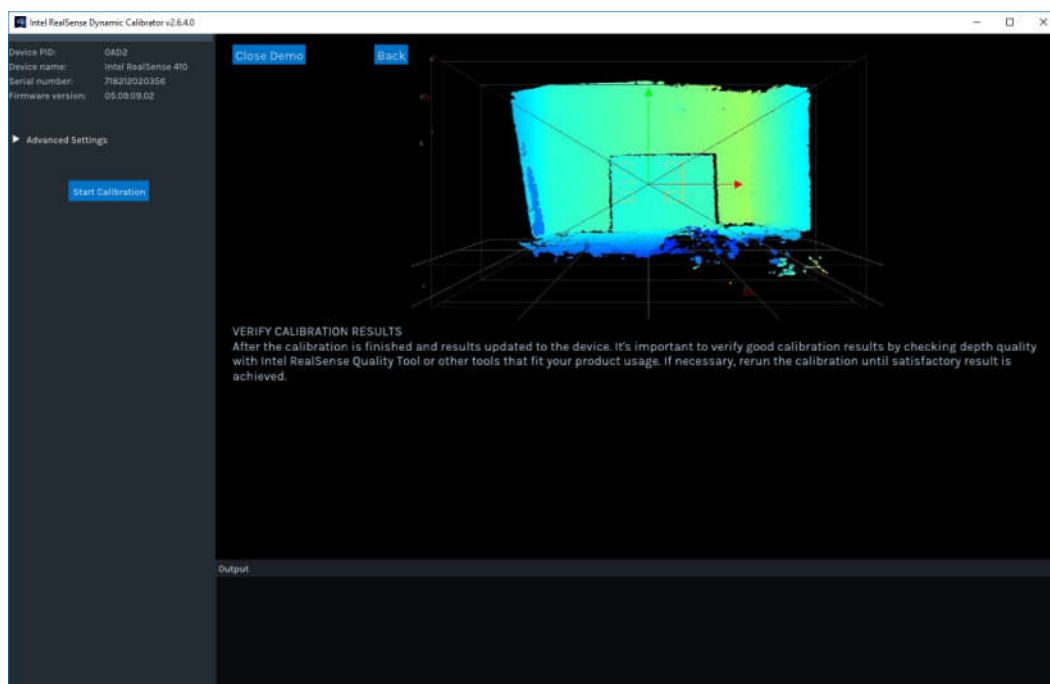 Intel RealSense Dynamic Calibrator v2.6.4.0
Device PID: 0AD2
Device name: Intel RealSense 410
Serial number: 718212020356
Firmware version: 05.09.09.02
Advanced Settings
Start Calibration
Close Demo
Back
VERIFY CALIBRATION RESULTS
After the calibration is finished and results updated to the device. It's important to verify good calibration results by checking depth quality
with Intel RealSense Quality Tool or other tools that fit your product usage. If necessary, rerun the calibration until satisfactory result is
achieved.
Output